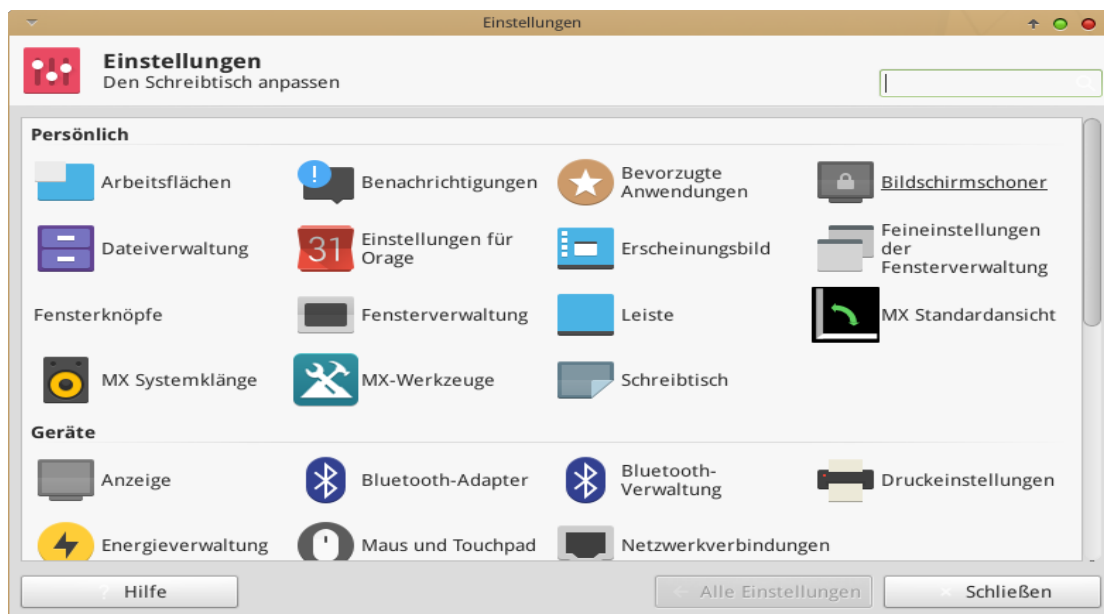 Einstellungen
Einstellungen
Den Schreibtisch anpassen
Persönlich
Arbeitsflächen
Benachrichtigungen
Bevorzugte
Anwendungen
Bildschirmschoner
Dateiverwaltung
31
Einstellungen für
Orage
Erscheinungsbild
Feineinstellungen
der
Fensterverwaltung
Fensterknöpfe
Fensterverwaltung
Leiste
MX Standardansicht
MX Systemklänge
MX-Werkzeuge
Schreibtisch
Geräte
Anzeige
Bluetooth-Adapter
Bluetooth-
Verwaltung
Druckeinstellungen
Energieverwaltung
Maus und Touchpad
Netzwerkverbindungen
Hilfe
Alle Einstellungen
Schließen